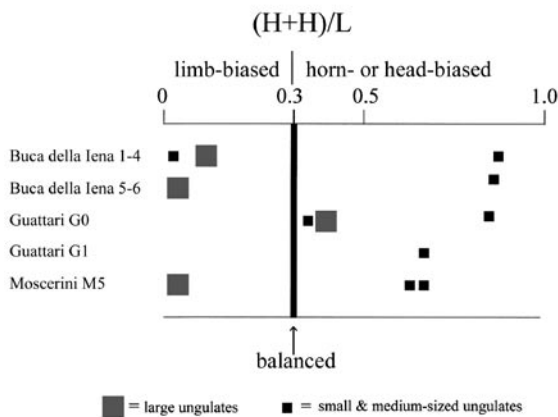 (H+H)/L
limb-biased horn- or head-biased
0 0.3 0.5 1.0
Buca della Iena 1-4
Buca della Iena 5-6
Guattari G0
Guattari G1
Moscerini M5
balanced
= large ungulates = small & medium-sized ungulates